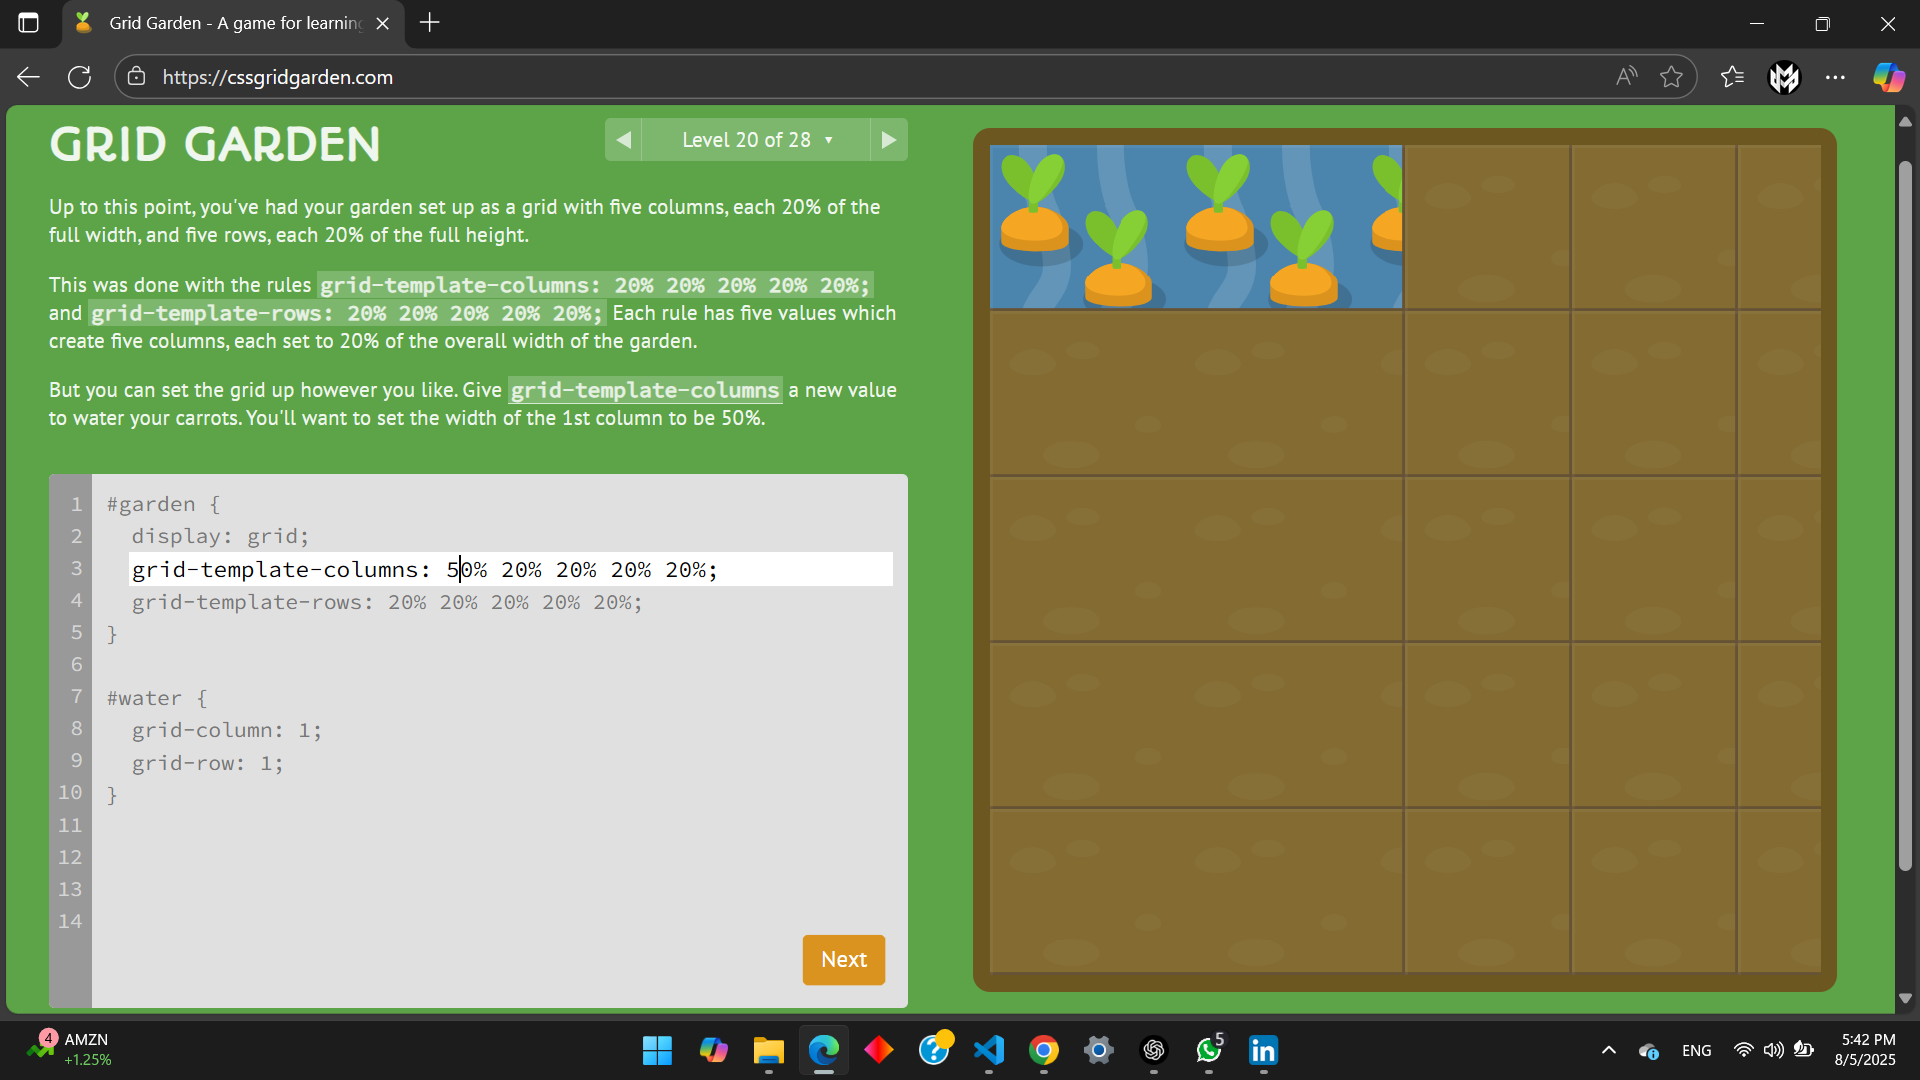 Grid Garden - A game for learning
https://cssgridgarden.com
GRID GARDEN
Level 20 of 28
Up to this point, you've had your garden set up as a grid with five columns, each 20% of the
full width, and five rows, each 20% of the full height.
This was done with the rules grid-template-columns: 20% 20% 20% 20% 20%;
and grid-template-rows: 20% 20% 20% 20% 20%; Each rule has five values which
create five columns, each set to 20% of the overall width of the garden.
But you can set the grid up however you like. Give grid-template-columns a new value
to water your carrots. You'll want to set the width of the 1st column to be 50%.
1 #garden {
2 display: grid;
3 grid-template-columns: 50% 20% 20% 20% 20%;
4 grid-template-rows: 20% 20% 20% 20% 20%;
5 }
6
7 #water {
8 grid-column: 1;
9 grid-row: 1;
10 }
11
12
13
14
Next
4
AMZN
+1.25%
5
ENG
5:42 PM
8/5/2025